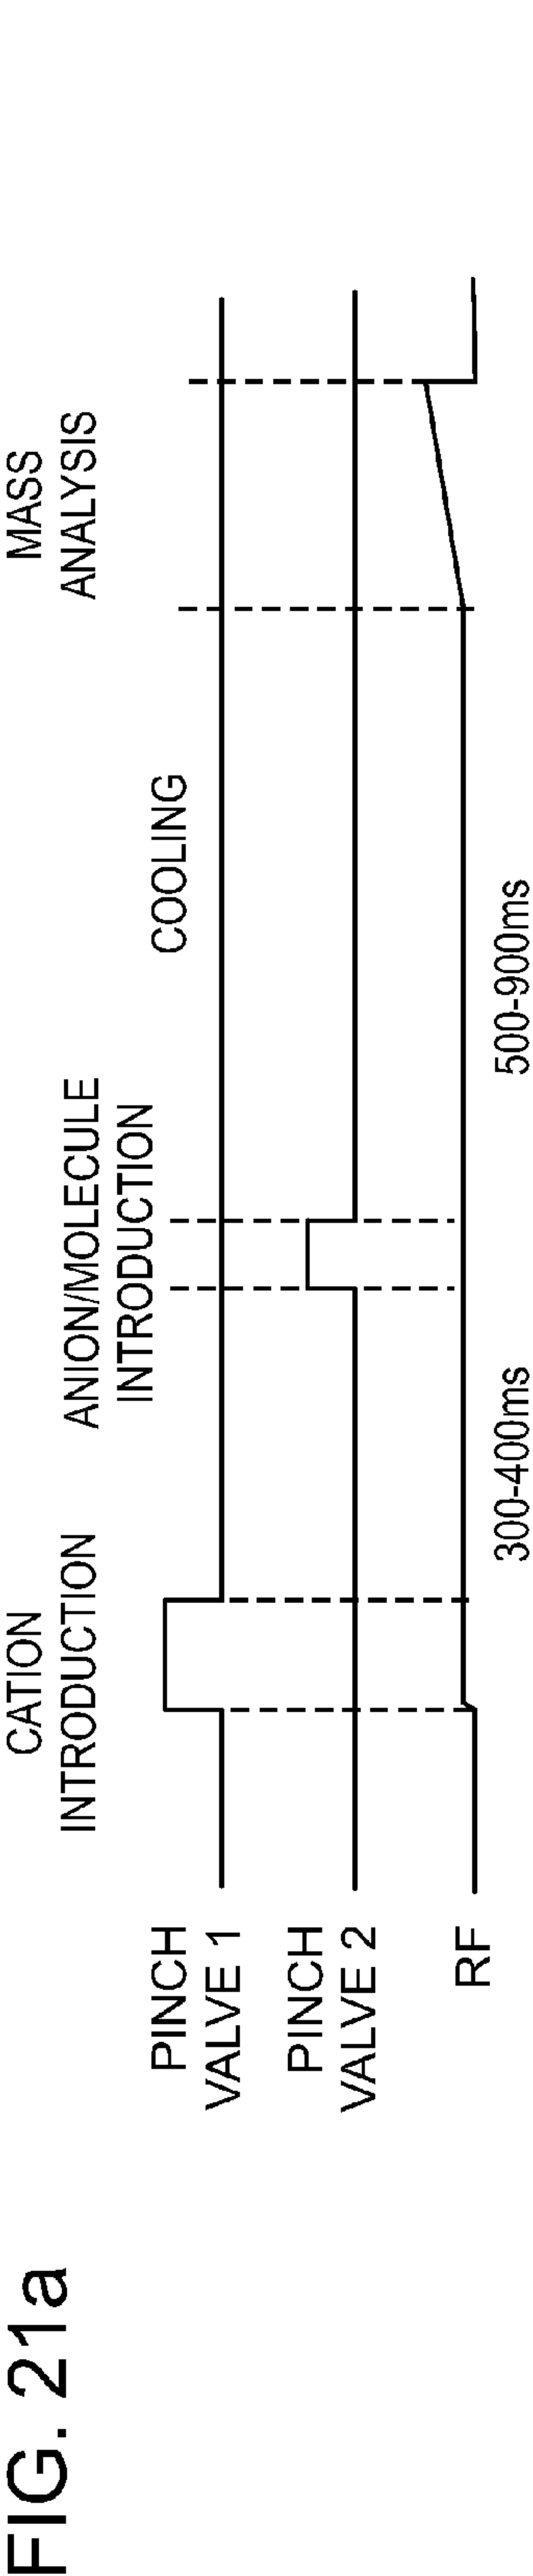 FIG. 21a
CATION
INTRODUCTION
ANION/MOLECULE
INTRODUCTION
COOLING
MASS
ANALYSIS
PINCH
VALVE 1
PINCH
VALVE 2
RF
300-400ms
500-900ms